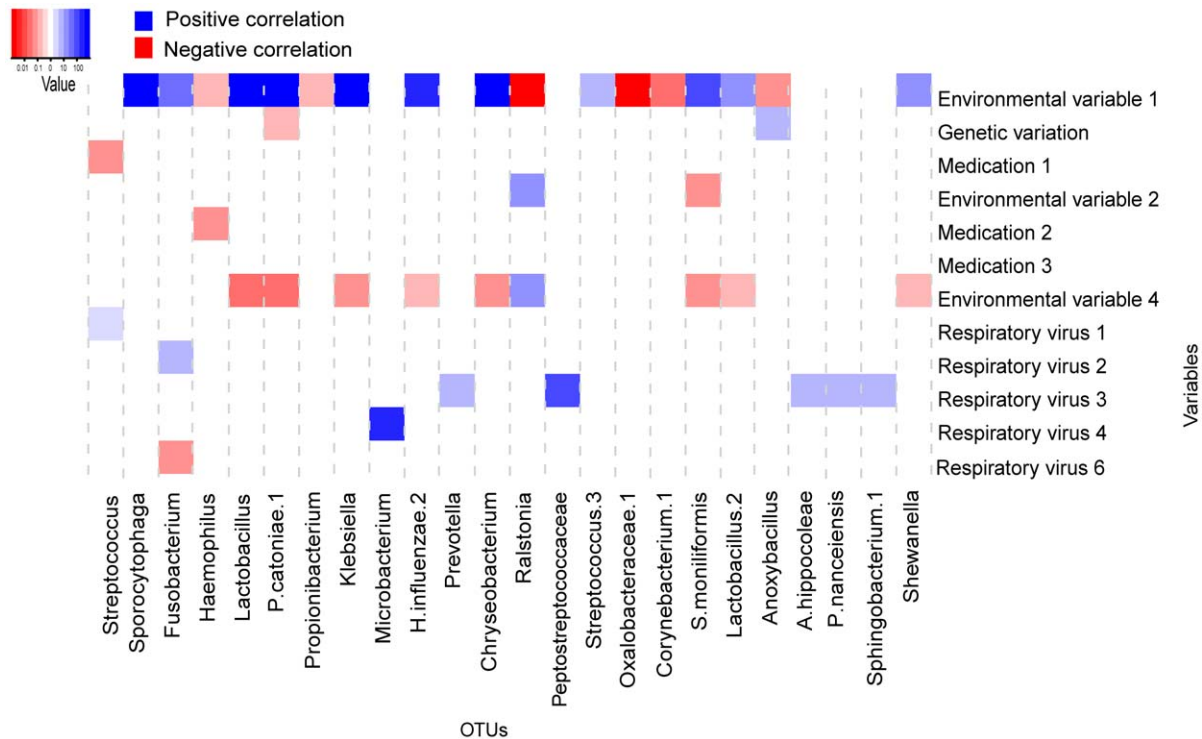 0.01 0.1 0 10 100
Value
Positive correlation
Negative correlation
Environmental variable 1
Genetic variation
Medication 1
Environmental variable 2
Medication 2
Medication 3
Environmental variable 4
Respiratory virus 1
Respiratory virus 2
Respiratory virus 3
Respiratory virus 4
Respiratory virus 6
Variables
Streptococcus
Sporocytophaga
Fusobacterium
Haemophilus
Lactobacillus
P.catoniae.1
Propionibacterium
Klebsiella
Microbacterium
H.influenzae.2
Prevotella
Chryseobacterium
Ralstonia
Peptostreptococcaceae
Streptococcus.3
Oxalobacteraceae.1
Corynebacterium.1
S.moniliformis
Lactobacillus.2
Anoxybacillus
A.hippocoleae
P.nanceiensis
Sphingobacterium.1
Shewanella
OTUs